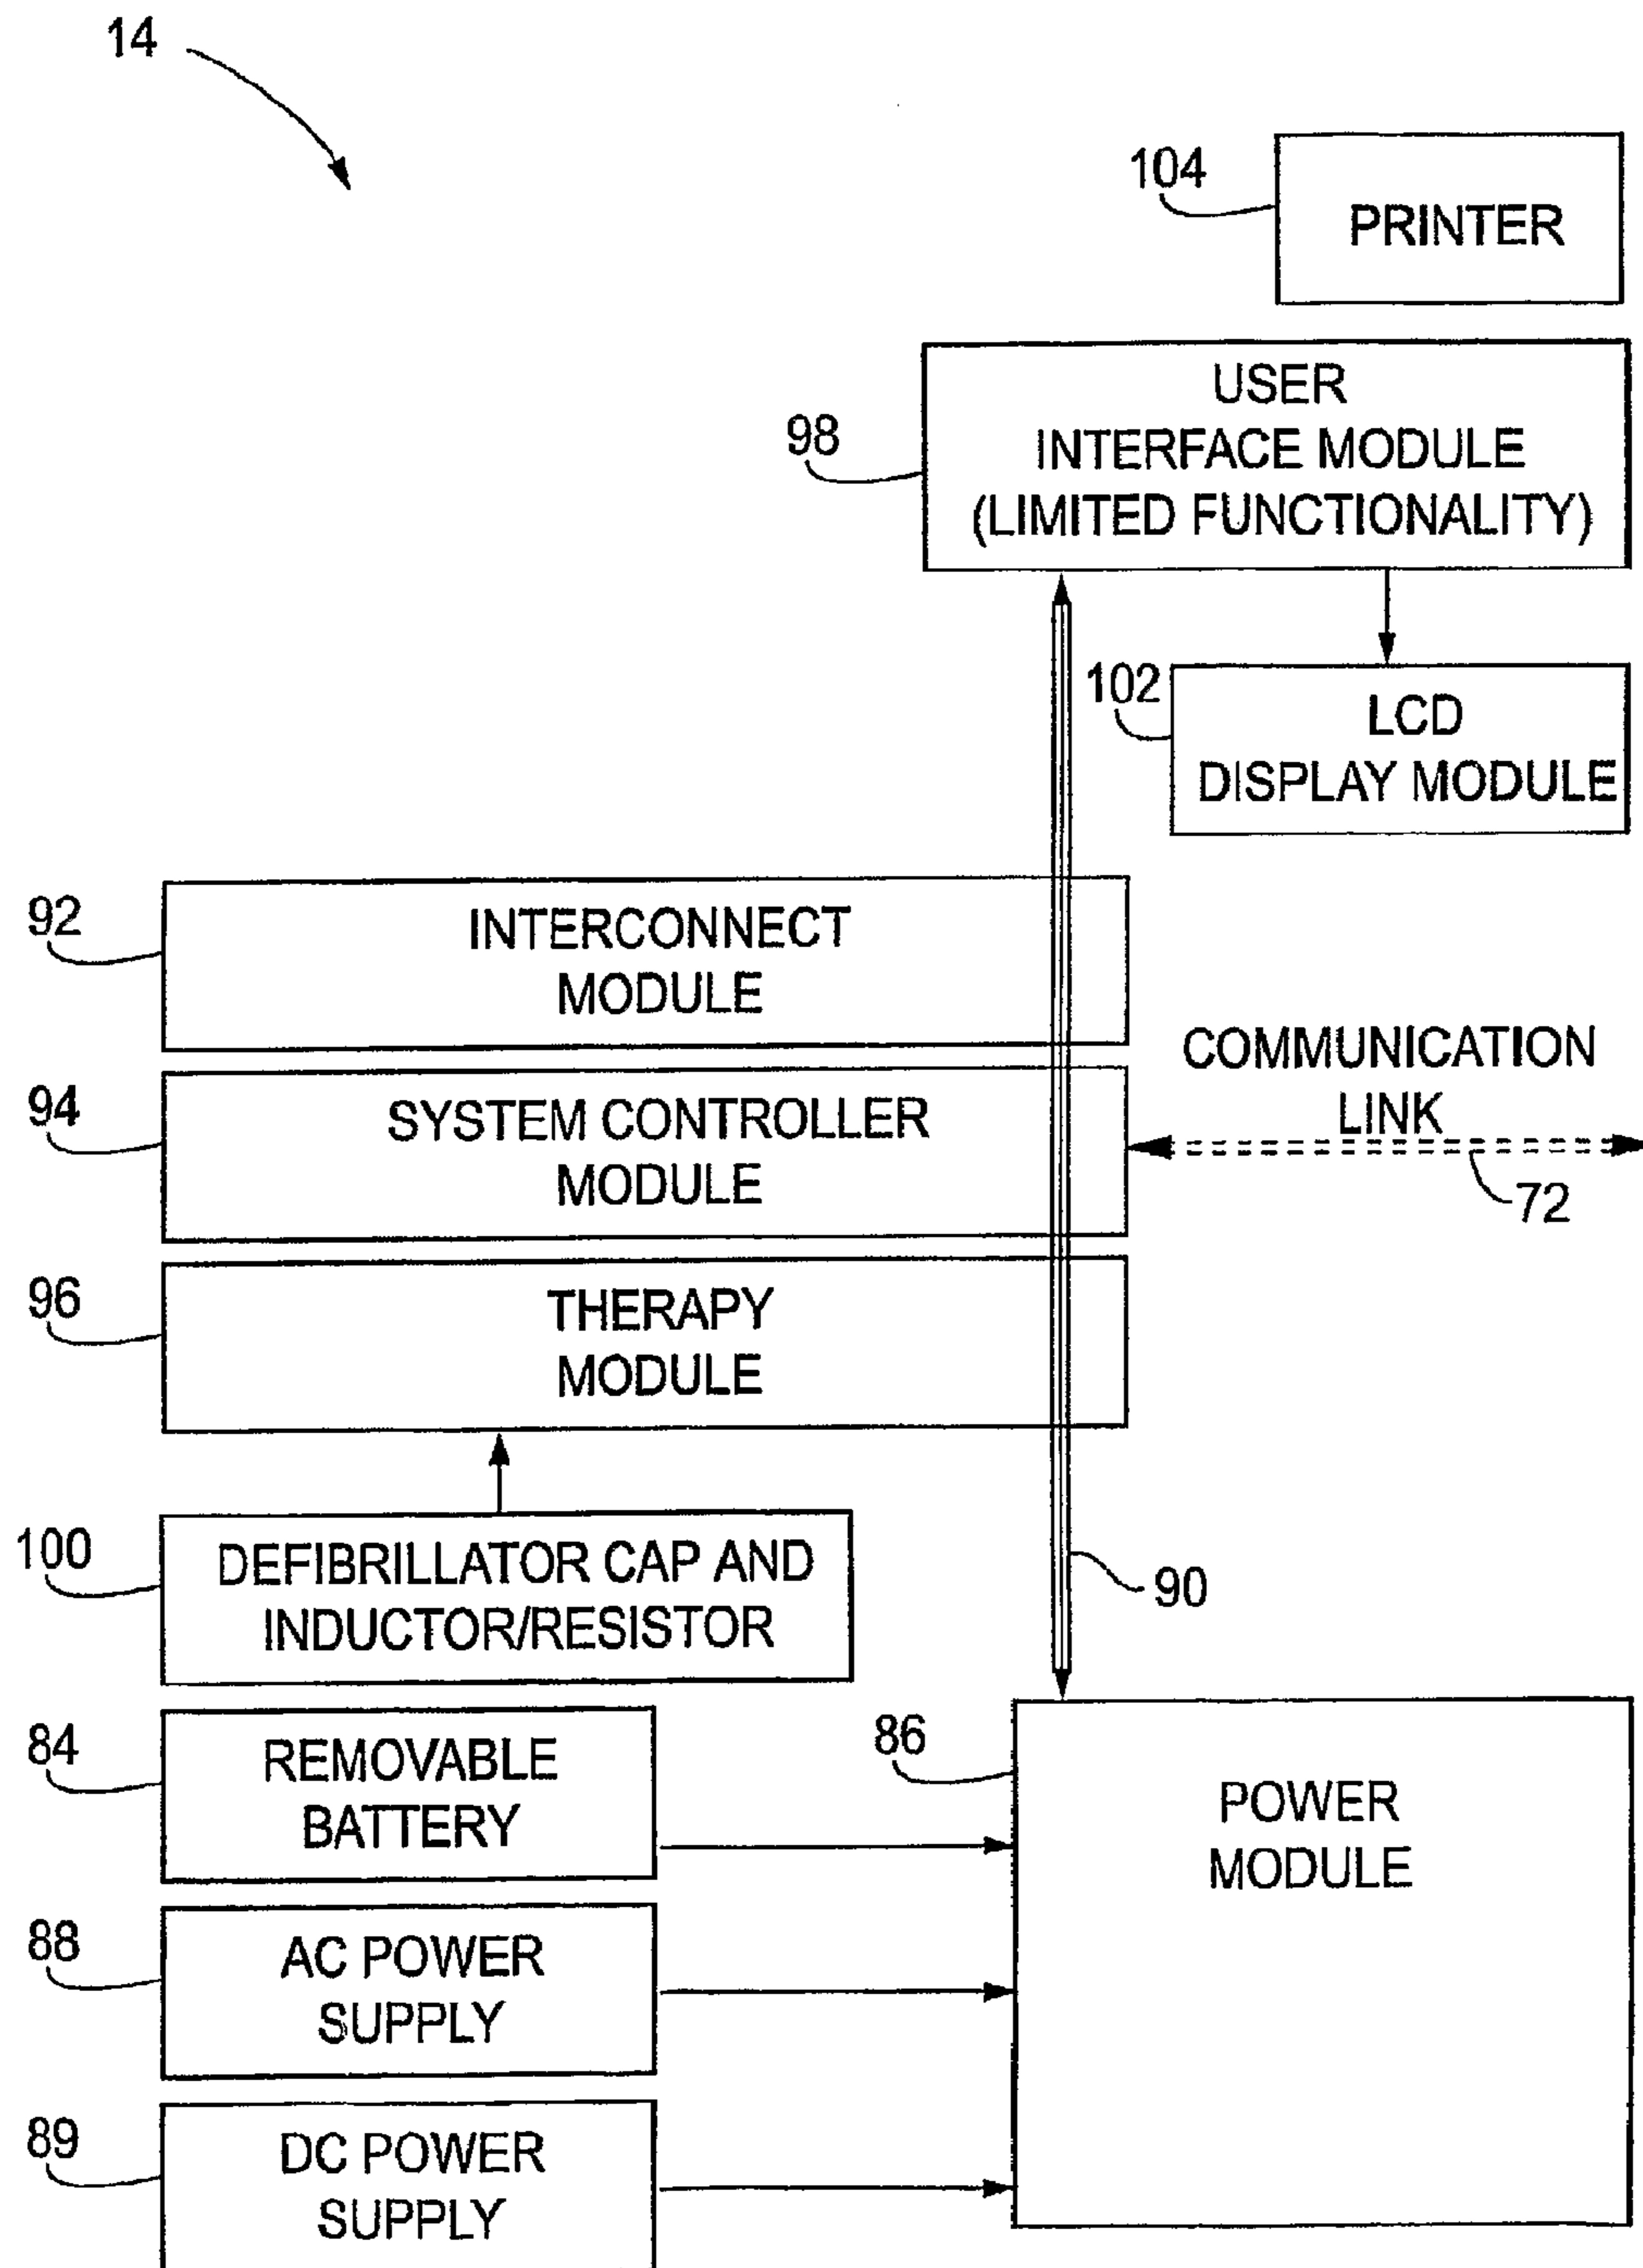 14
104
PRINTER
98
USER
INTERFACE MODULE
(LIMITED FUNCTIONALITY)
102
LCD
DISPLAY MODULE
92
INTERCONNECT
MODULE
94
SYSTEM CONTROLLER
MODULE
COMMUNICATION
LINK
72
96
THERAPY
MODULE
100
DEFIBRILLATOR CAP AND
INDUCTOR/RESISTOR
90
84
REMOVABLE
BATTERY
86
POWER
MODULE
88
AC POWER
SUPPLY
89
DC POWER
SUPPLY